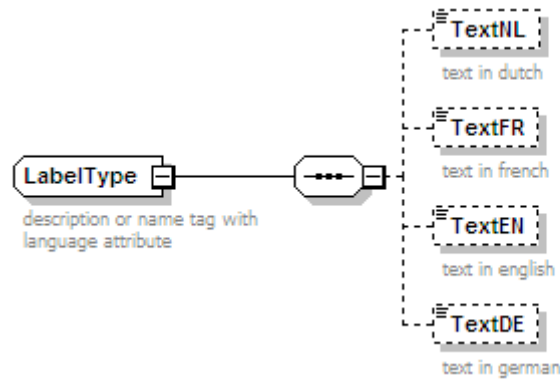 TextNL
text in dutch
TextFR
text in french
LabelType
description or name tag with
language attribute
TextEN
text in english
TextDE
text in german